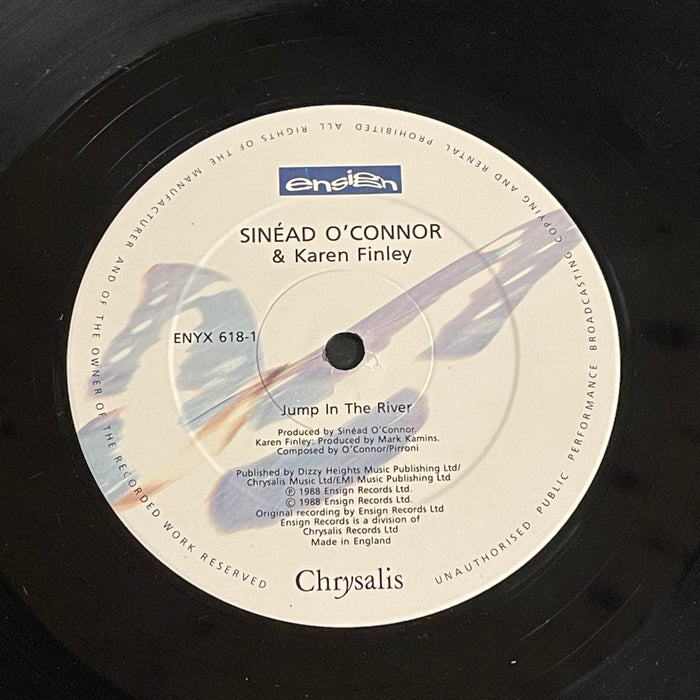 ensign
SINÉAD O'CONNOR
& Karen Finley
ENYX 618-1
Jump In The River
Produced by Sinéad O'Connor.
Karen Finley: Produced by Mark Kamins.
Composed by O'Connor/Pirroni
Published by Dizzy Heights Music Publishing Ltd/
Chrysalis Music Ltd/EMI Music Publishing Ltd
℗ 1988 Ensign Records Ltd.
© 1988 Ensign Records Ltd.
Original recording by Ensign Records Ltd
Ensign Records is a division of
Chrysalis Records Ltd
Made in England
Chrysalis
ALL RIGHTS OF THE MANUFACTURER AND OF THE OWNER OF THE RECORDED WORK RESERVED
UNAUTHORISED PUBLIC PERFORMANCE BROADCASTING COPYING AND RENTAL PROHIBITED